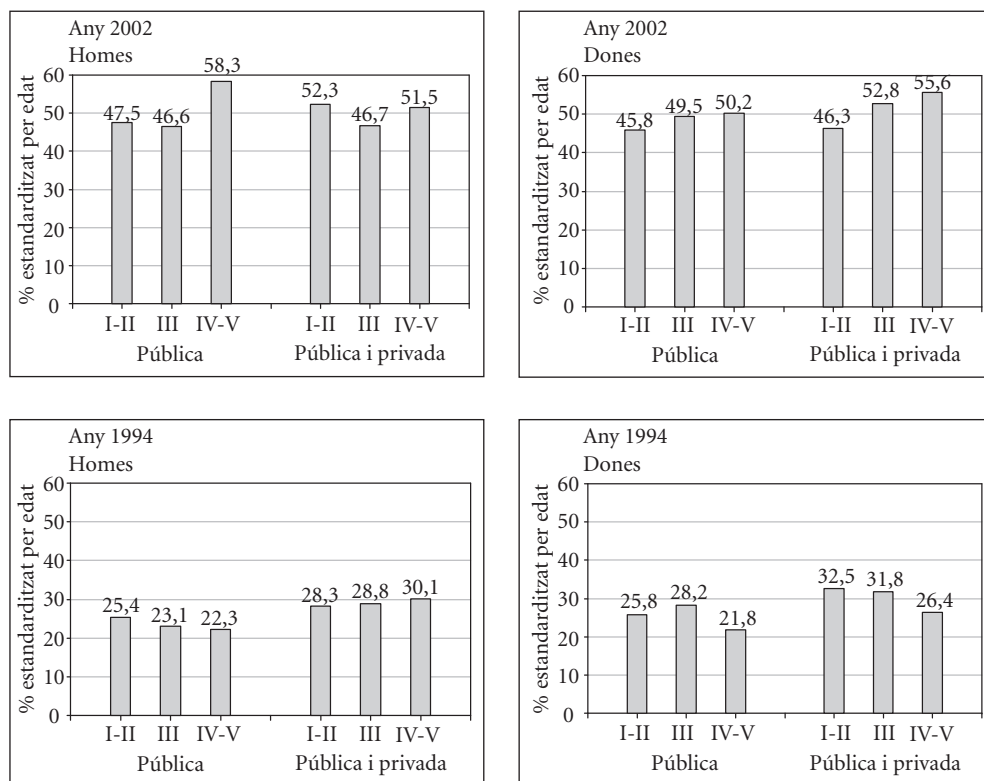 Any 2002
Homes
% estandarditzat per edat
60
50
40
30
20
10
0
47,5
46,6
58,3
52,3
46,7
51,5
I-II III IV-V I-II III IV-V
Pública Pública i privada
Any 2002
Dones
% estandarditzat per edat
60
50
40
30
20
10
0
45,8
49,5
50,2
46,3
52,8
55,6
I-II III IV-V I-II III IV-V
Pública Pública i privada
Any 1994
Homes
% estandarditzat per edat
60
50
40
30
20
10
0
25,4
23,1
22,3
28,3
28,8
30,1
I-II III IV-V I-II III IV-V
Pública Pública i privada
Any 1994
Dones
% estandarditzat per edat
60
50
40
30
20
10
0
25,8
28,2
21,8
32,5
31,8
26,4
I-II III IV-V I-II III IV-V
Pública Pública i privada